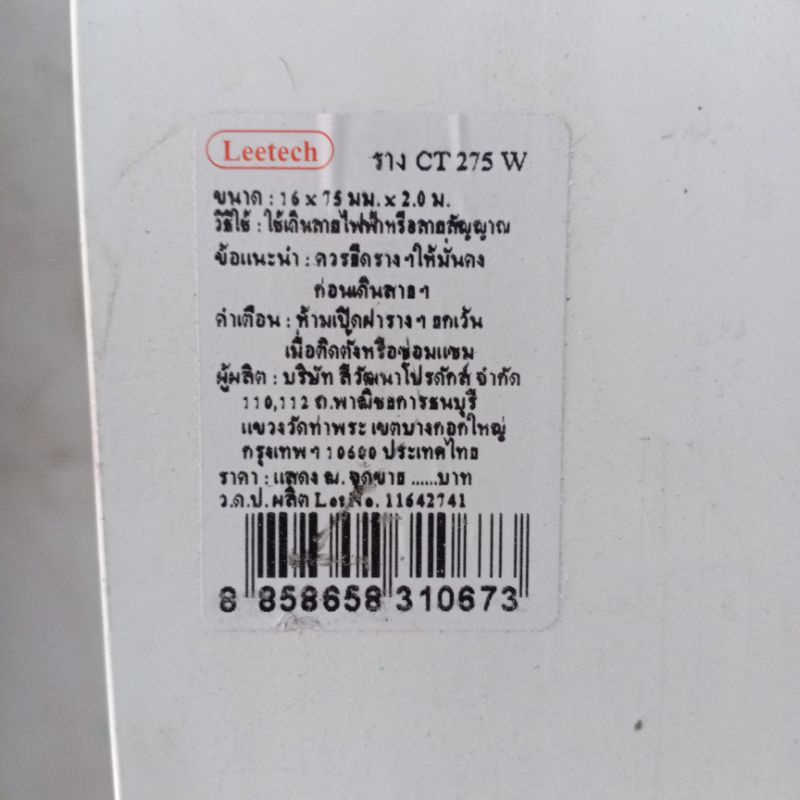 Leetech ราง CT 275 W
ขนาด : 16 x 75 มม. x 2.0 ม.
วิธีใช้ : ใช้เดินสายไฟฟ้าหรือสายสัญญาณ
ข้อแนะนำ : ควรยึดราง ฯ ให้มั่นคง
ก่อนเดินสาย ฯ
คำเตือน : ห้ามเปิดฝาราง ฯ ยกเว้น
เมื่อติดตั้งหรือซ่อมแซม
ผู้ผลิต : บริษัท ลีวัฒนาโปรดักส์ จำกัด
110,112 ถ.พาณิชยการธนบุรี
แขวงวัดท่าพระ เขตบางกอกใหญ่
กรุงเทพฯ 10600 ประเทศไทย
ราคา : แสดง ณ. จุดขาย ......บาท
ว.ด.ป. ผลิต Lot No. 11642741
8 858658 310673